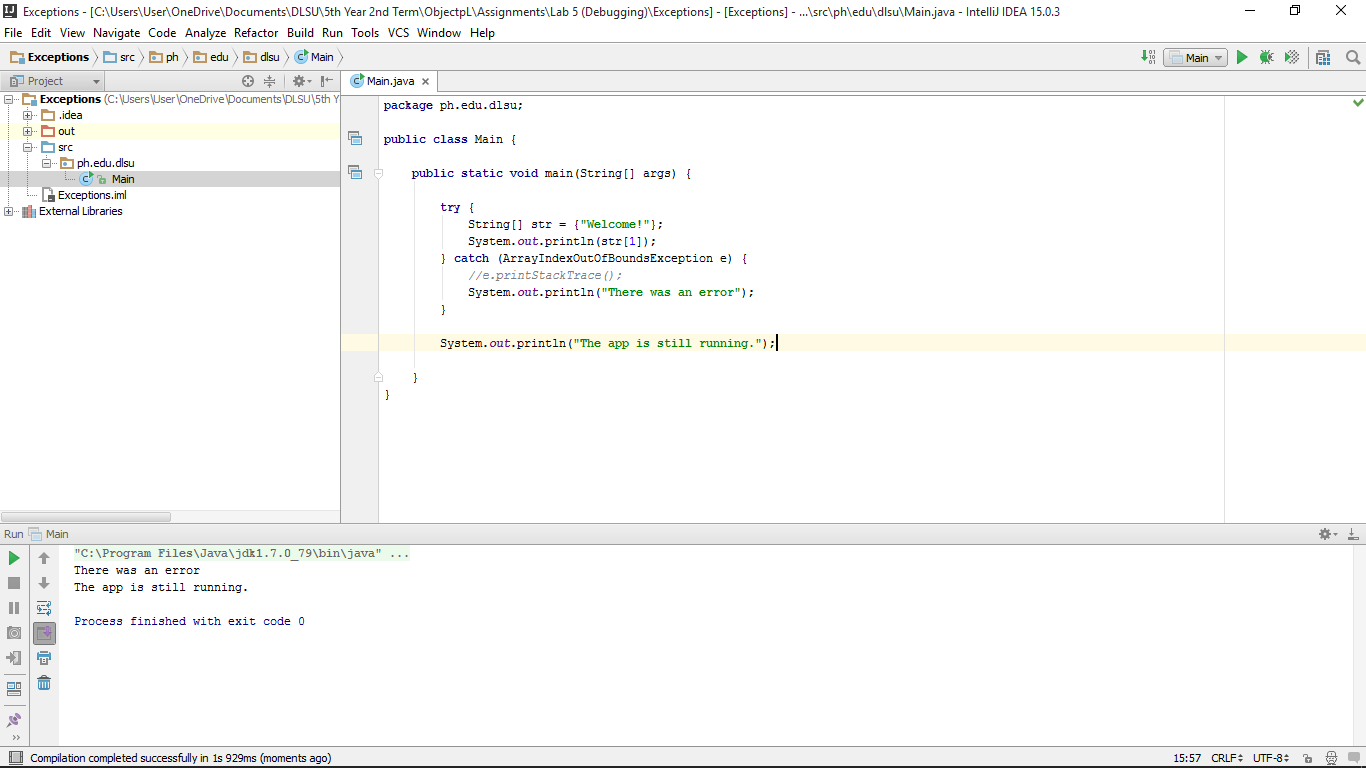 Exceptions - [C:\Users\User\OneDrive\Documents\DLSU\5th Year 2nd Term\ObjectpL\Assignments\Lab 5 (Debugging)\Exceptions] - [Exceptions] - ...\src\ph\edu\dlsu\Main.java - IntelliJ IDEA 15.0.3
File Edit View Navigate Code Analyze Refactor Build Run Tools VCS Window Help
Exceptions src ph edu dlsu Main Main
Project
Main.java
Exceptions (C:\Users\User\OneDrive\Documents\DLSU\5th Y
.idea
out
src
ph.edu.dlsu
Main
Exceptions.iml
External Libraries
package ph.edu.dlsu;
public class Main {
public static void main(String[] args) {
try {
String[] str = {"Welcome!"};
System.out.println(str[1]);
} catch (ArrayIndexOutOfBoundsException e) {
//e.printStackTrace();
System.out.println("There was an error");
}
System.out.println("The app is still running.");
}
}
Run Main
"C:\Program Files\Java\jdk1.7.0_79\bin\java" ...
There was an error
The app is still running.
Process finished with exit code 0
Compilation completed successfully in 1s 929ms (moments ago) 15:57 CRLF UTF-8